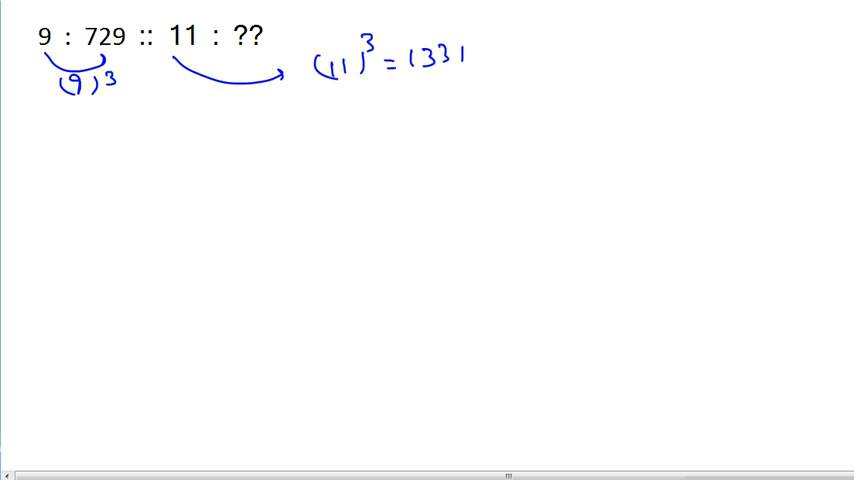 9 : 729 :: 11 : ??
(11)³ = 1331
(9)³